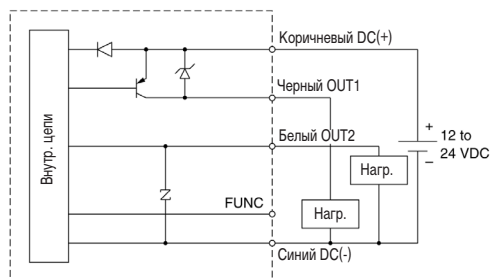 Коричневый DC(+)
Черный OUT1
Белый OUT2
Внутр. цепи
+
12 to
24 VDC
−
Нагр.
FUNC
Нагр.
Синий DC(-)